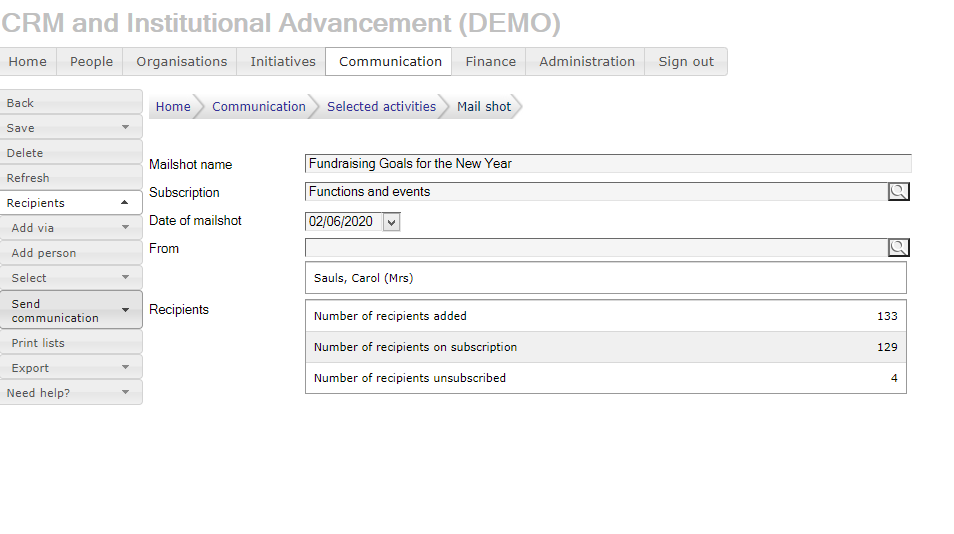 CRM and Institutional Advancement (DEMO)
Home People Organisations Initiatives Communication Finance Administration Sign out
Back
Save
Delete
Refresh
Recipients
Add via
Add person
Select
Send
communication
Print lists
Export
Need help?
Home Communication Selected activities Mail shot
Mailshot name Fundraising Goals for the New Year
Subscription Functions and events
Date of mailshot 02/06/2020
From
Sauls, Carol (Mrs)
Recipients
Number of recipients added 133
Number of recipients on subscription 129
Number of recipients unsubscribed 4